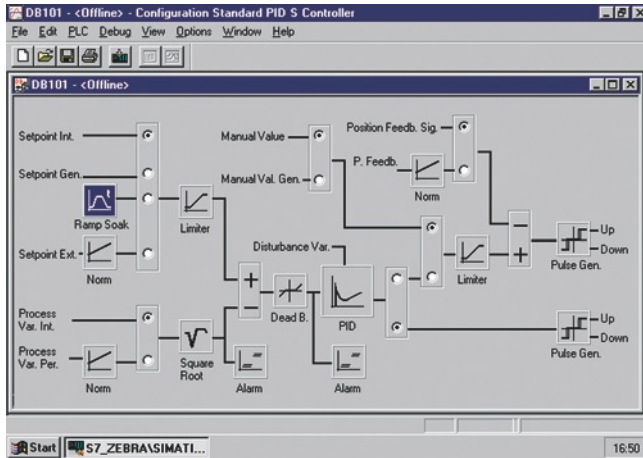 DB101 - <Offline> - Configuration Standard PID S Controller
File Edit PLC Debug View Options Window Help
DB101 - <Offline>
Setpoint Int.
Manual Value
Position Feedb. Sig.
P. Feedb.
Setpoint Gen.
Manual Val. Gen.
Norm
Ramp Soak
Limiter
Up
Down
Setpoint Ext.
Disturbance Var.
Limiter
Pulse Gen.
Norm
Process
Var. Int.
Dead B.
PID
Up
Down
Process
Var. Per.
Square
Root
Pulse Gen.
Norm
Alarm
Alarm
Start
S7_ZEBRA\SIMATI...
16:50